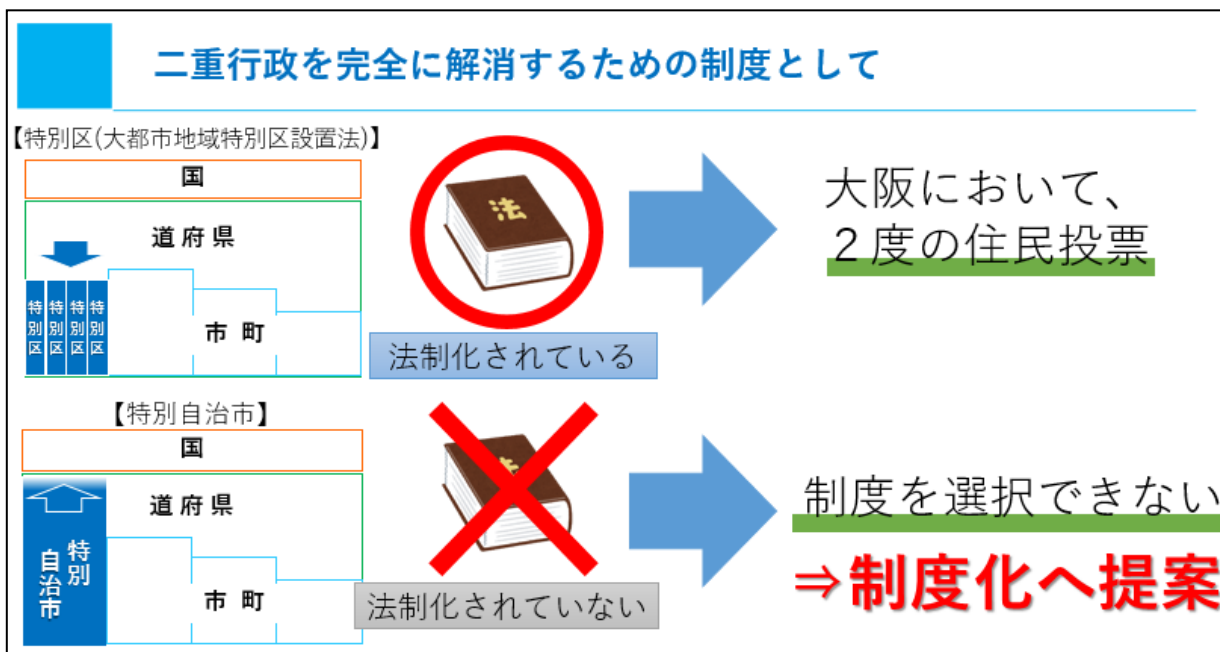 二重行政を完全に解消するための制度として
【特別区(大都市地域特別区設置法)】
国
道府県
特別区
特別区
特別区
特別区
市町
法
法制化されている
大阪において、
２度の住民投票
【特別自治市】
国
道府県
特別
自治市
市町
法制化されていない
制度を選択できない
⇒制度化へ提案